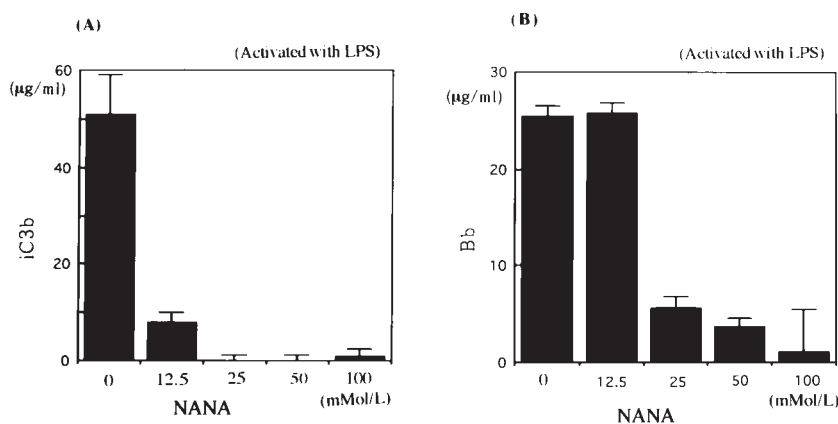 (A)
(Activated with LPS)
60
(µg/ml)
40
iC3b
20
0
0 12.5 25 50 100
NANA (mMol/L)
(B)
(Activated with LPS)
30
(µg/ml)
20
Bb
10
0
0 12.5 25 50 100
(mMol/L)
NANA